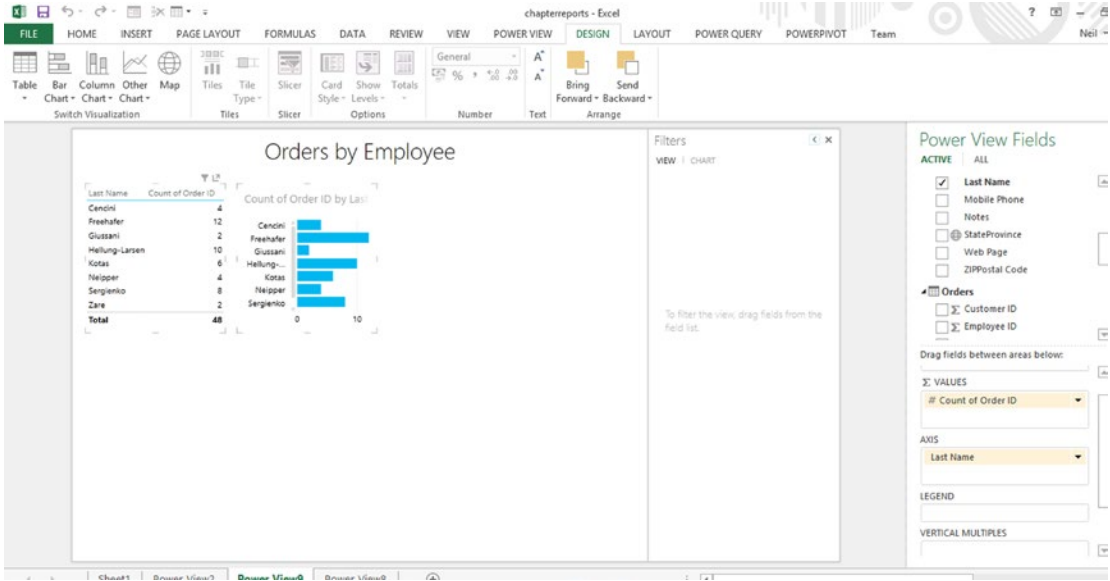 chapterreports - Excel
FILE HOME INSERT PAGE LAYOUT FORMULAS DATA REVIEW VIEW POWER VIEW DESIGN LAYOUT POWER QUERY POWERPIVOT Team Neil
General
Table Bar Chart Column Chart Other Chart Map Tiles Tile Type Slicer Card Style Show Levels Totals Bring Forward Send Backward
Switch Visualization Tiles Slicer Options Number Text Arrange
Orders by Employee
Last Name Count of Order ID
Cencini 4
Freehafer 12
Giussani 2
Hellung-Larsen 10
Kotas 6
Neipper 4
Sergienko 8
Zare 2
Total 48
Count of Order ID by Last
Cencini
Freehafer
Giussani
Hellung-...
Kotas
Neipper
Sergienko
0 10
Filters
VIEW CHART
To filter the view, drag fields from the
field list.
Power View Fields
ACTIVE ALL
Last Name
Mobile Phone
Notes
StateProvince
Web Page
ZIPPostal Code
Orders
Σ Customer ID
Σ Employee ID
Drag fields between areas below:
Σ VALUES
# Count of Order ID
AXIS
Last Name
LEGEND
VERTICAL MULTIPLES
Sheet1 Power View2 Power View9 Power View8